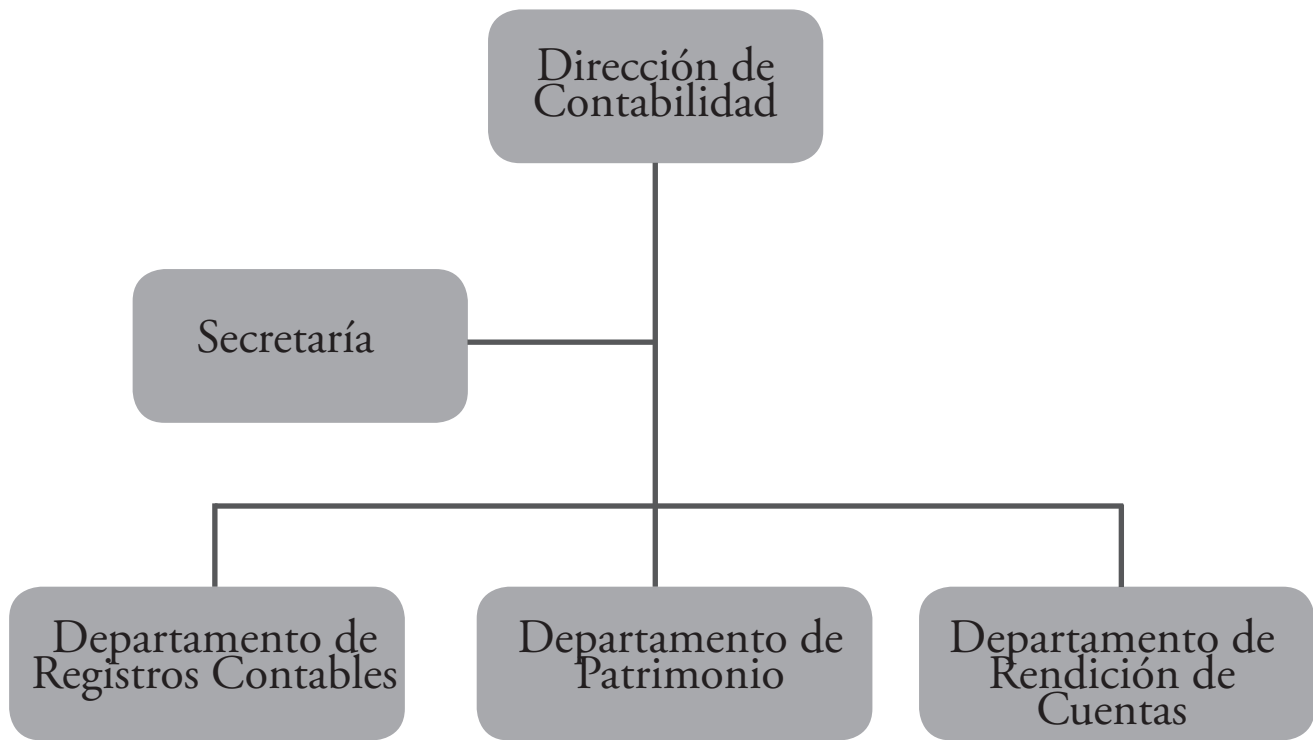 Dirección de
Contabilidad
Secretaría
Departamento de
Registros Contables
Departamento de
Patrimonio
Departamento de
Rendición de
Cuentas